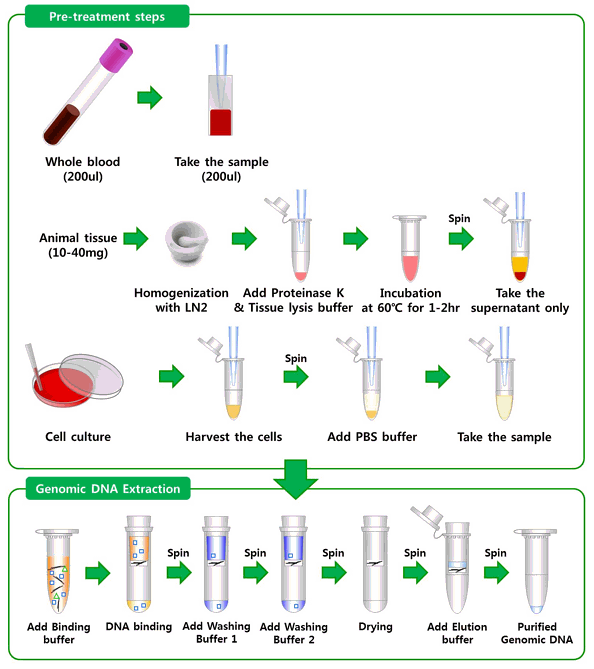 Pre-treatment steps
Whole blood
(200ul)
Take the sample
(200ul)
Animal tissue
(10-40mg)
Homogenization
with LN2
Add Proteinase K
& Tissue lysis buffer
Incubation
at 60℃ for 1-2hr
Spin
Take the
supernatant only
Cell culture
Harvest the cells
Spin
Add PBS buffer
Take the sample
Genomic DNA Extraction
Add Binding
buffer
DNA binding
Spin
Add Washing
Buffer 1
Spin
Add Washing
Buffer 2
Spin
Drying
Spin
Add Elution
buffer
Spin
Purified
Genomic DNA